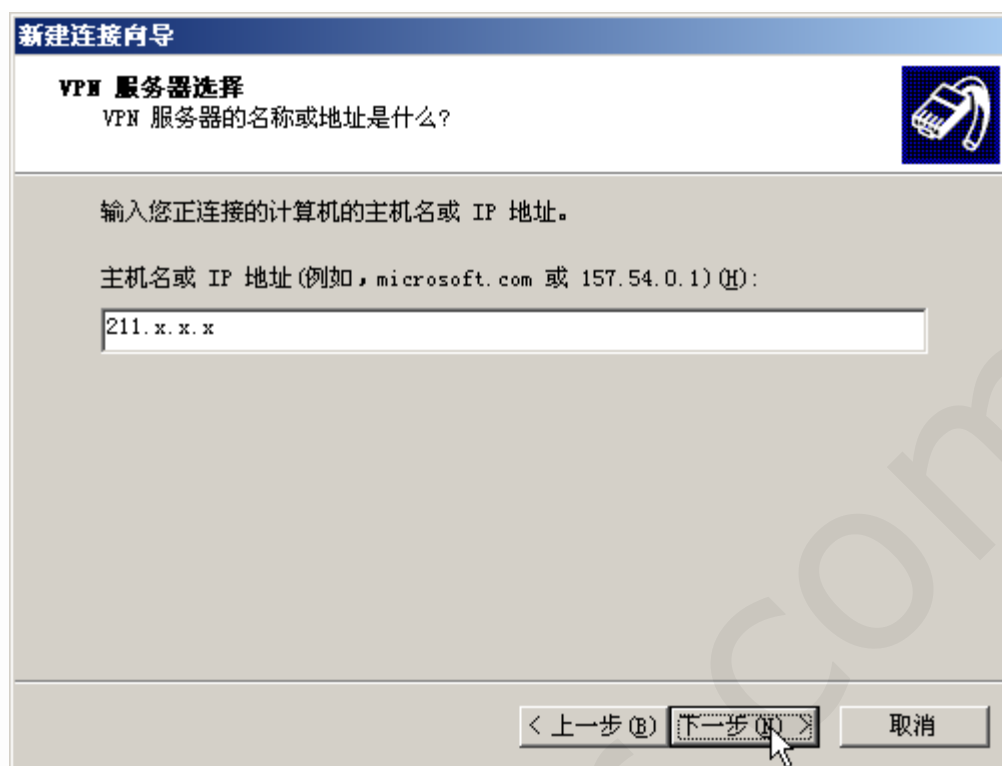 新建连接向导
VPN 服务器选择
VPN 服务器的名称或地址是什么?
输入您正连接的计算机的主机名或 IP 地址。
主机名或 IP 地址(例如,microsoft.com 或 157.54.0.1)(H):
211.x.x.x
< 上一步(B) 下一步(N) > 取消
com